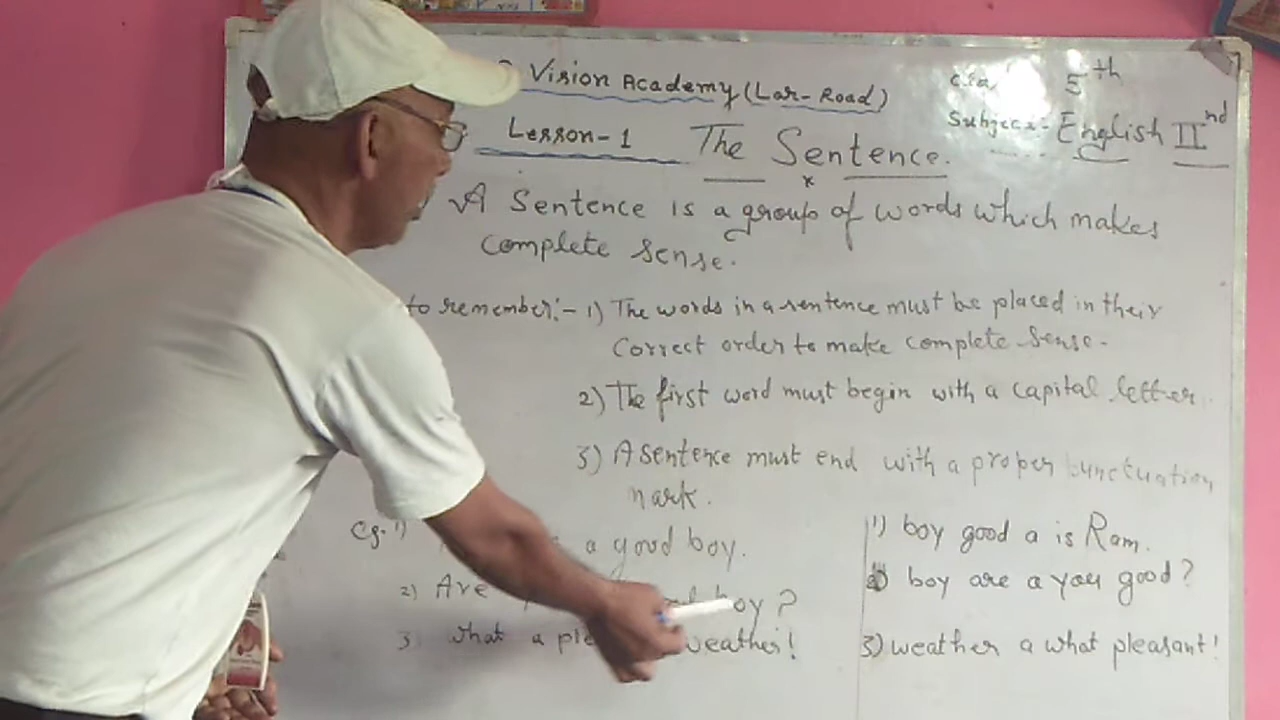 Vision Academy (Lar-Road)
5th
Subject:- English IInd
Lesson-1 The Sentence.
A Sentence is a group of words which makes
complete sense.
to remember:- 1) The words in a sentence must be placed in their
correct order to make complete sense.
2) The first word must begin with a capital letter.
3) A sentence must end with a proper punctuation
mark.
Eg. 1) a good boy.
2) Are boy?
3) what a weather!
1) boy good a is Ram.
2) boy are a you good?
3) weather a what pleasant!